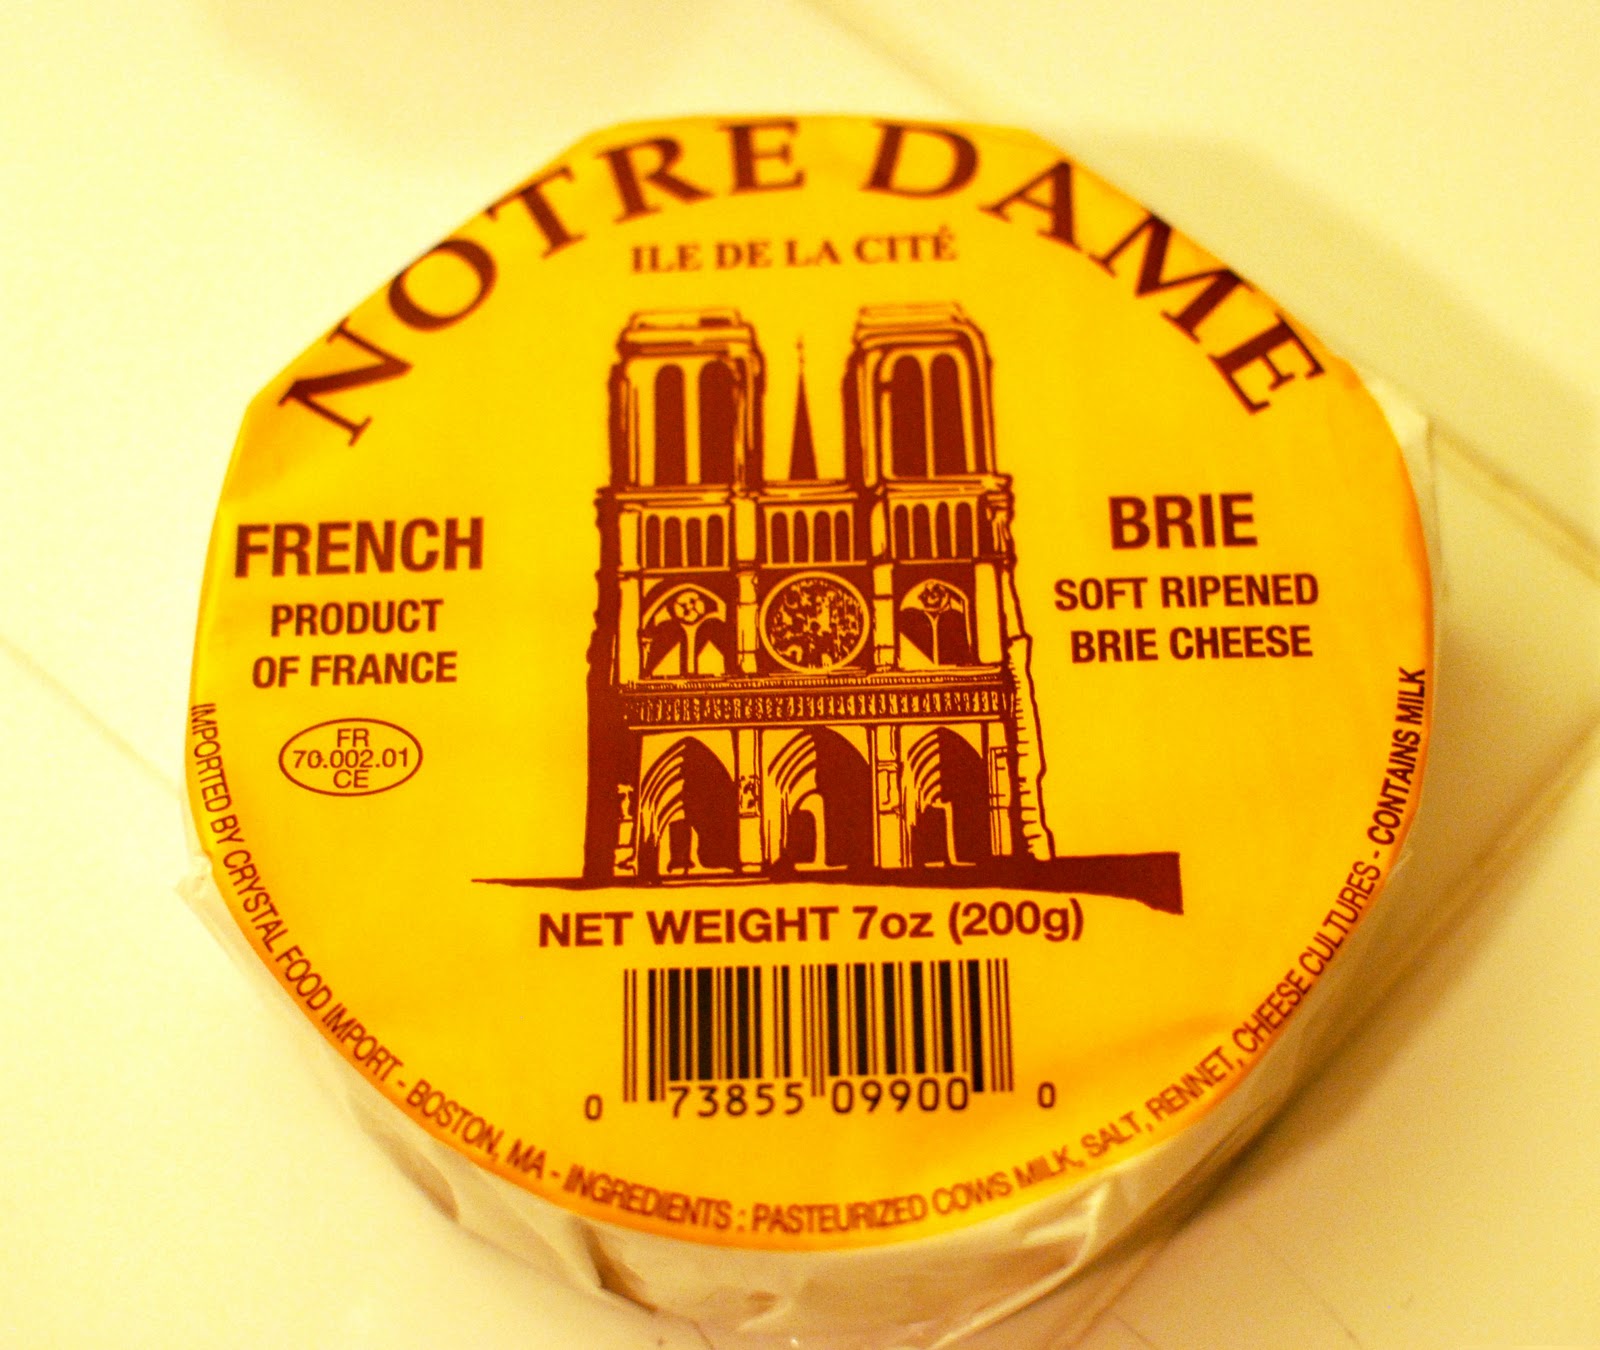 NOTRE DAME
ILE DE LA CITÉ
FRENCH
PRODUCT
OF FRANCE
FR
70.002.01
CE
BRIE
SOFT RIPENED
BRIE CHEESE
NET WEIGHT 7oz (200g)
0 73855 09900 0
IMPORTED BY CRYSTAL FOOD IMPORT - BOSTON, MA - INGREDIENTS : PASTEURIZED COWS MILK, SALT, RENNET, CHEESE CULTURES - CONTAINS MILK